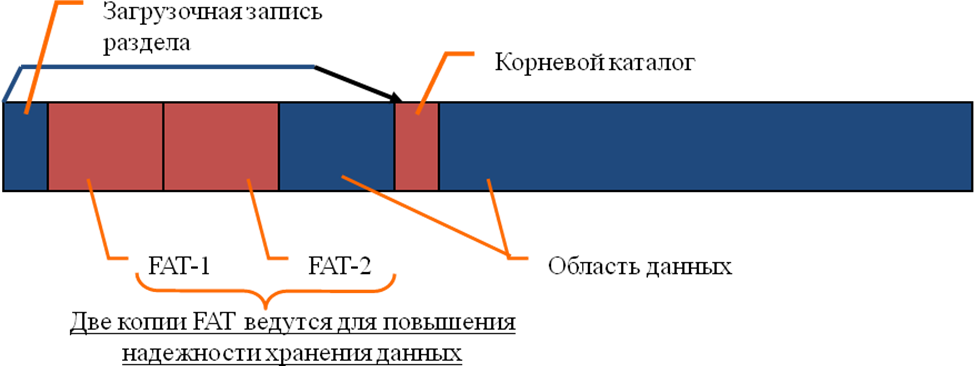 Загрузочная запись
раздела
Корневой каталог
FAT-1
FAT-2
Область данных
Две копии FAT ведутся для повышения
надежности хранения данных